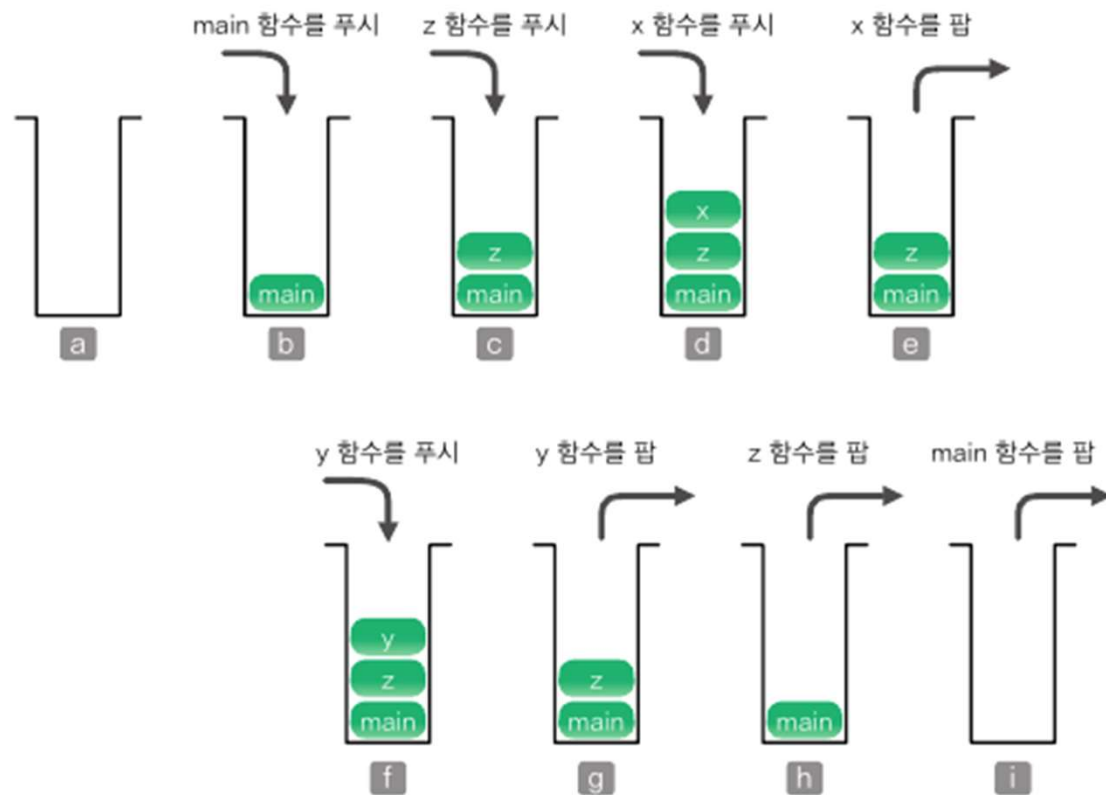 main 함수를 푸시
z 함수를 푸시
x 함수를 푸시
x 함수를 팝
x
z
z
z
main
main
main
main
a
b
c
d
e
y 함수를 푸시
y 함수를 팝
z 함수를 팝
main 함수를 팝
y
z
z
main
main
main
f
g
h
i